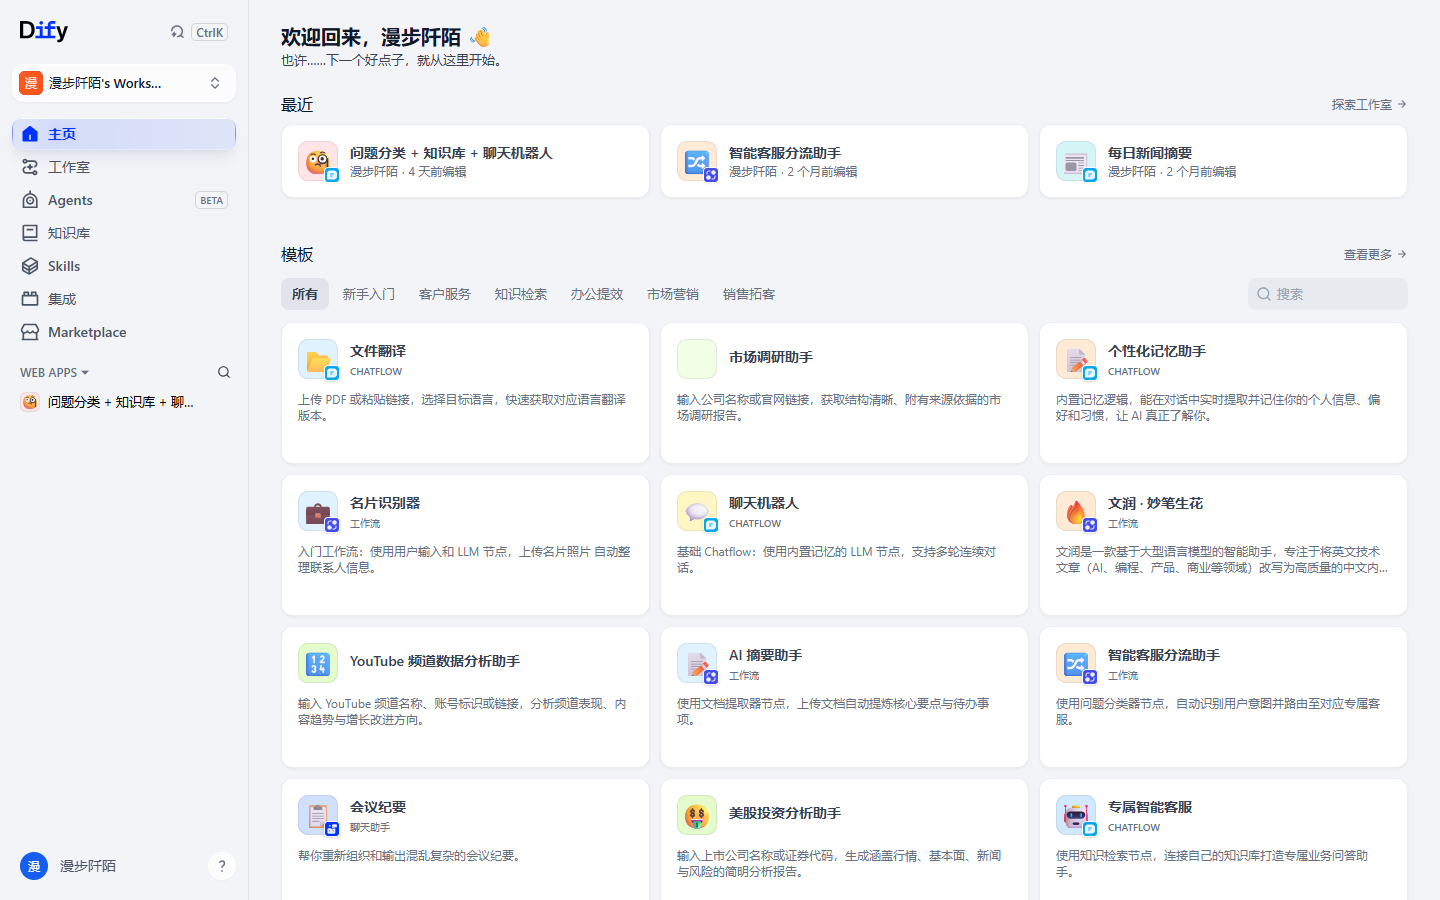 Dify
CtrlK
漫
漫步阡陌's Works...
主页
工作室
Agents
BETA
知识库
Skills
集成
Marketplace
WEB APPS
问题分类 + 知识库 + 聊...
漫
漫步阡陌
?
欢迎回来，漫步阡陌 👋
也许......下一个好点子，就从这里开始。
最近
探索工作室 →
问题分类 + 知识库 + 聊天机器人
漫步阡陌 · 4 天前编辑
智能客服分流助手
漫步阡陌 · 2 个月前编辑
每日新闻摘要
漫步阡陌 · 2 个月前编辑
模板
查看更多 →
所有
新手入门
客户服务
知识检索
办公提效
市场营销
销售拓客
搜索
文件翻译
CHATFLOW
上传 PDF 或粘贴链接，选择目标语言，快速获取对应语言翻译
版本。
市场调研助手
输入公司名称或官网链接，获取结构清晰、附有来源依据的市
场调研报告。
个性化记忆助手
CHATFLOW
内置记忆逻辑，能在对话中实时提取并记住你的个人信息、偏
好和习惯，让 AI 真正了解你。
名片识别器
工作流
入门工作流：使用用户输入和 LLM 节点，上传名片照片 自动整
理联系人信息。
聊天机器人
CHATFLOW
基础 Chatflow：使用内置记忆的 LLM 节点，支持多轮连续对
话。
文润 · 妙笔生花
工作流
文润是一款基于大型语言模型的智能助手，专注于将英文技术
文章（AI、编程、产品、商业等领域）改写为高质量的中文内...
YouTube 频道数据分析助手
输入 YouTube 频道名称、账号标识或链接，分析频道表现、内
容趋势与增长改进方向。
AI 摘要助手
工作流
使用文档提取器节点，上传文档自动提炼核心要点与待办事
项。
智能客服分流助手
工作流
使用问题分类器节点，自动识别用户意图并路由至对应专属客
服。
会议纪要
聊天助手
帮你重新组织和输出混乱复杂的会议纪要。
美股投资分析助手
输入上市公司名称或证券代码，生成涵盖行情、基本面、新闻
与风险的简明分析报告。
专属智能客服
CHATFLOW
使用知识检索节点，连接自己的知识库打造专属业务问答助
手。